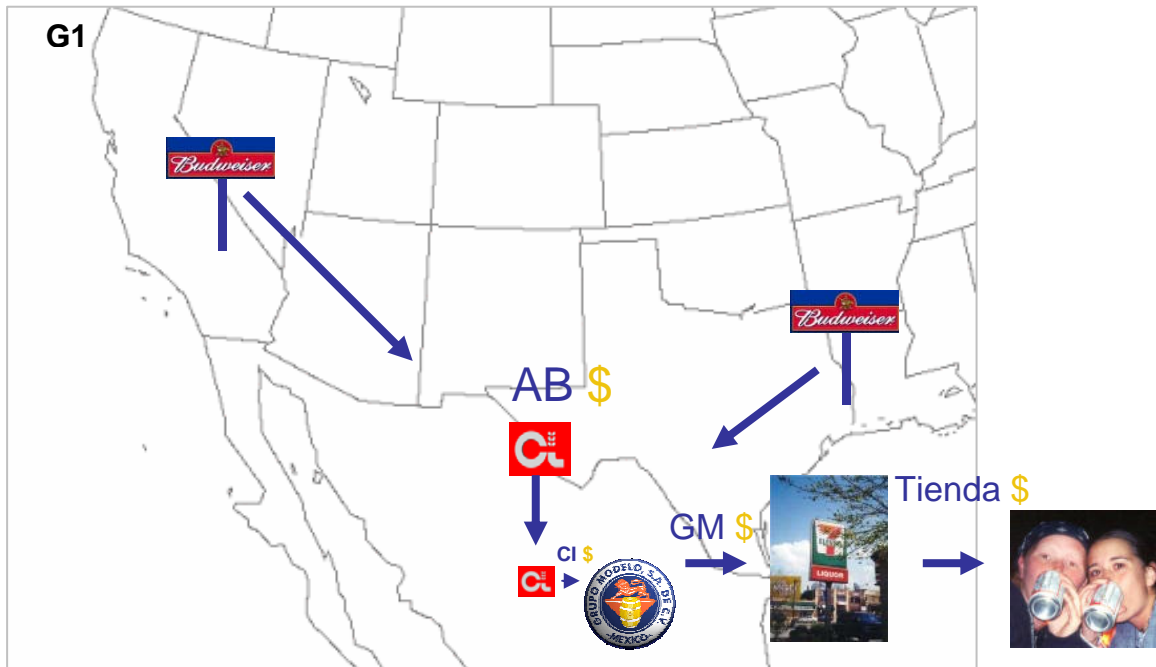 G1
Budweiser
Budweiser
AB $
Tienda $
GM $
CI $
GRUPO MODELO, S.A. DE C.V.
-MEXICO-
LIQUOR